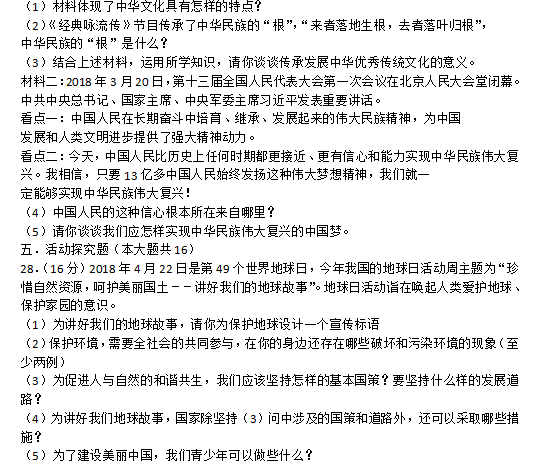 （1）材料体现了中华文化具有怎样的特点？
（2）《经典咏流传》节目传承了中华民族的“根”，“来者落地生根，去者落叶归根”，
中华民族的“根”是什么？
（3）结合上述材料，运用所学知识，请你谈谈传承发展中华优秀传统文化的意义。
材料二：2018 年 3 月 20 日，第十三届全国人民代表大会第一次会议在北京人民大会堂闭幕。
中共中央总书记、国家主席、中央军委主席习近平发表重要讲话。
看点一：中国人民在长期奋斗中培育、继承、发展起来的伟大民族精神，为中国
发展和人类文明进步提供了强大精神动力。
看点二：今天，中国人民比历史上任何时期都更接近、更有信心和能力实现中华民族伟大复
兴。我相信，只要 13 亿多中国人民始终发扬这种伟大梦想精神，我们就一
定能够实现中华民族伟大复兴！
（4）中国人民的这种信心根本所在来自哪里？
（5）请你谈谈我们应怎样实现中华民族伟大复兴的中国梦。
五．活动探究题（本大题共 16）
28.（16 分）2018 年 4 月 22 日是第 49 个世界地球日，今年我国的地球日活动周主题为“珍
惜自然资源，呵护美丽国土－－讲好我们的地球故事”。地球日活动诣在唤起人类爱护地球、
保护家园的意识。
（1）为讲好我们的地球故事，请你为保护地球设计一个宣传标语
（2）保护环境，需要全社会的共同参与，在你的身边还存在哪些破坏和污染环境的现象（至
少两例）
（3）为促进人与自然的和谐共生，我们应该坚持怎样的基本国策？要坚持什么样的发展道
路？
（4）为讲好我们地球故事，国家除坚持（3）问中涉及的国策和道路外，还可以采取哪些措
施？
（5）为了建设美丽中国，我们青少年可以做些什么？